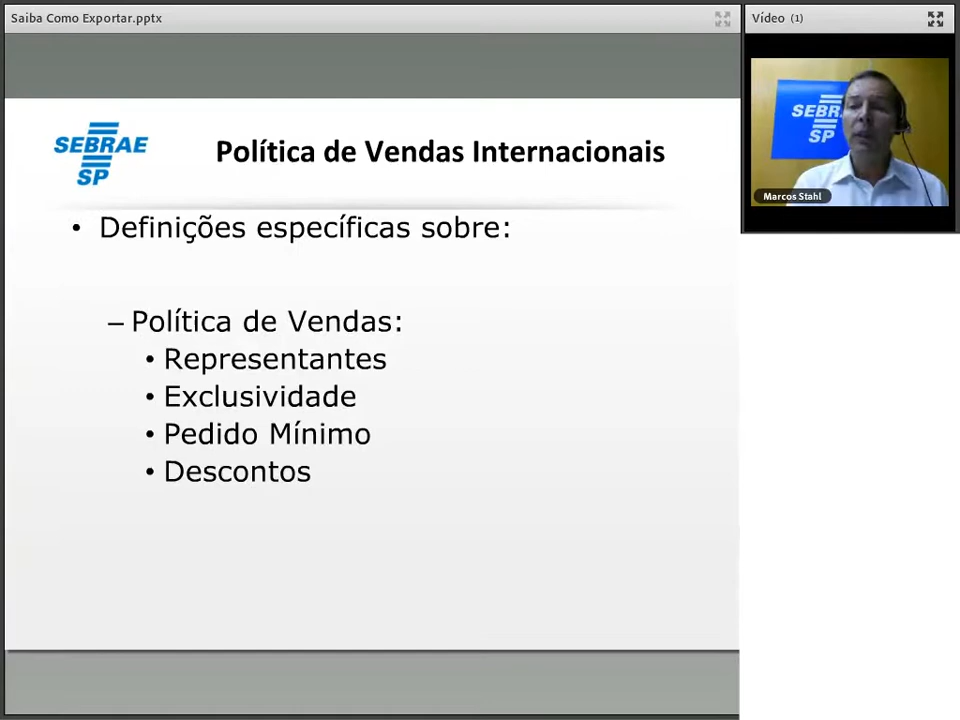 Saiba Como Exportar.pptx
Vídeo (1)
SEBRAE
SP
Política de Vendas Internacionais
SEBR
SP
Marcos Stahl
• Definições específicas sobre:
– Política de Vendas:
• Representantes
• Exclusividade
• Pedido Mínimo
• Descontos